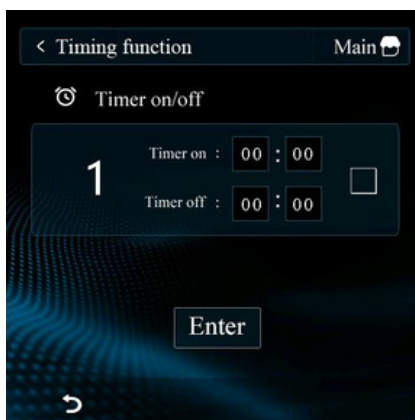 < Timing function Main
Timer on/off
1
Timer on : 00 : 00
Timer off : 00 : 00
Enter